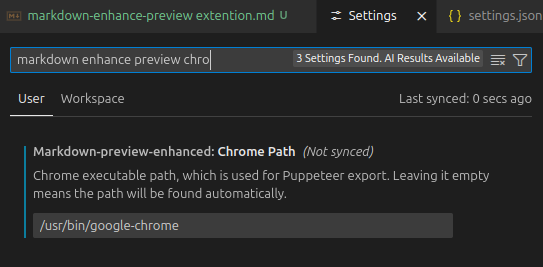 markdown-enhance-preview extention.md U
Settings
settings.json
markdown enhance preview chro
3 Settings Found. AI Results Available
User
Workspace
Last synced: 0 secs ago
Markdown-preview-enhanced: Chrome Path (Not synced)
Chrome executable path, which is used for Puppeteer export. Leaving it empty
means the path will be found automatically.
/usr/bin/google-chrome